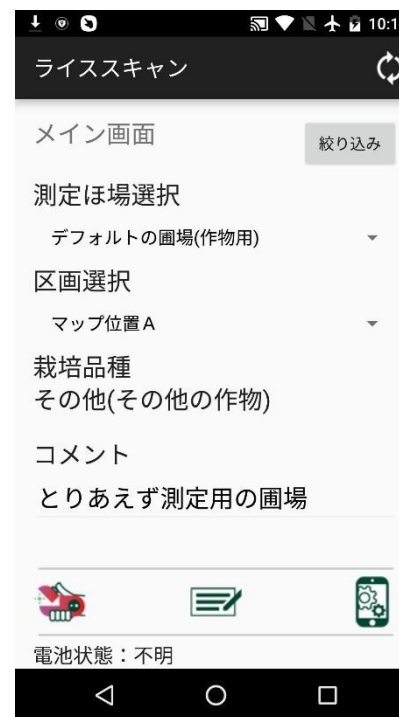 10:1
ライススキャン
メイン画面
絞り込み
測定ほ場選択
デフォルトの圃場(作物用)
区画選択
マップ位置A
栽培品種
その他(その他の作物)
コメント
とりあえず測定用の圃場
電池状態：不明